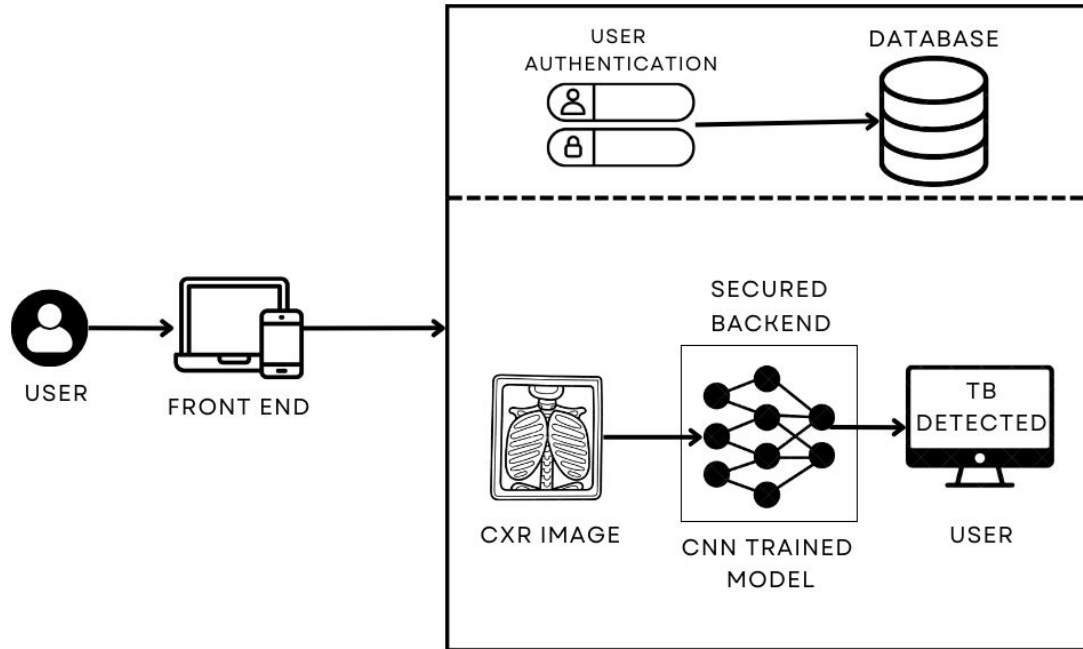 USER
AUTHENTICATION
DATABASE
USER
FRONT END
SECURED
BACKEND
CXR IMAGE
CNN TRAINED
MODEL
TB
DETECTED
USER